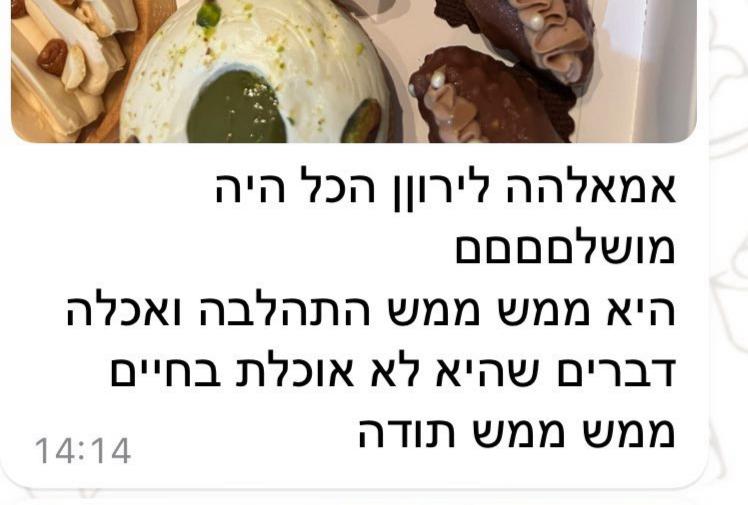 אמאלהה לירווןן הכל היה
מושלםםםם
היא ממש ממש התהלבה ואכלה
דברים שהיא לא אוכלת בחיים
ממש ממש תודה
14:14